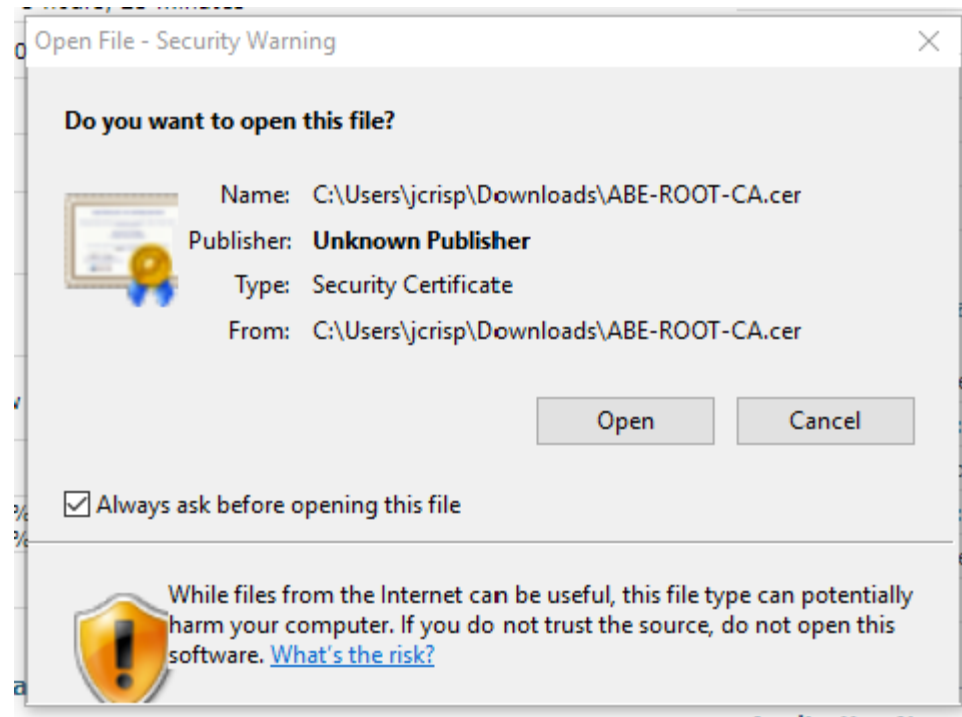 Open File - Security Warning
Do you want to open this file?
Name: C:\Users\jcrisp\Downloads\ABE-ROOT-CA.cer
Publisher: Unknown Publisher
Type: Security Certificate
From: C:\Users\jcrisp\Downloads\ABE-ROOT-CA.cer
Open Cancel
Always ask before opening this file
While files from the Internet can be useful, this file type can potentially
harm your computer. If you do not trust the source, do not open this
software. What's the risk?